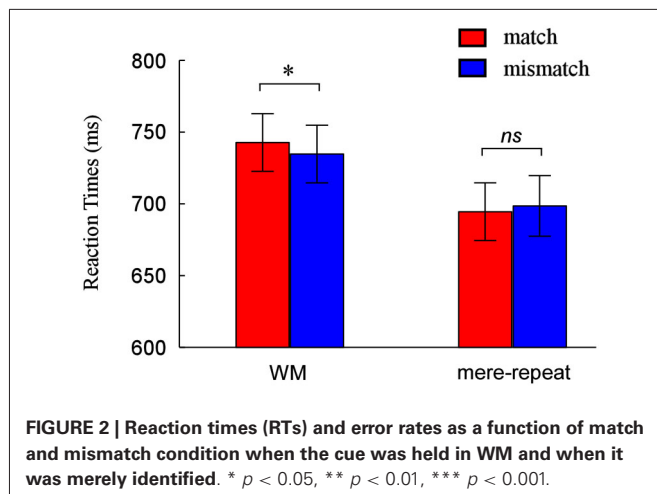 800
750
700
650
600
Reaction Times (ms)
match
mismatch
*
ns
WM
mere-repeat
FIGURE 2 | Reaction times (RTs) and error rates as a function of match
and mismatch condition when the cue was held in WM and when it
was merely identified. * p < 0.05, ** p < 0.01, *** p < 0.001.